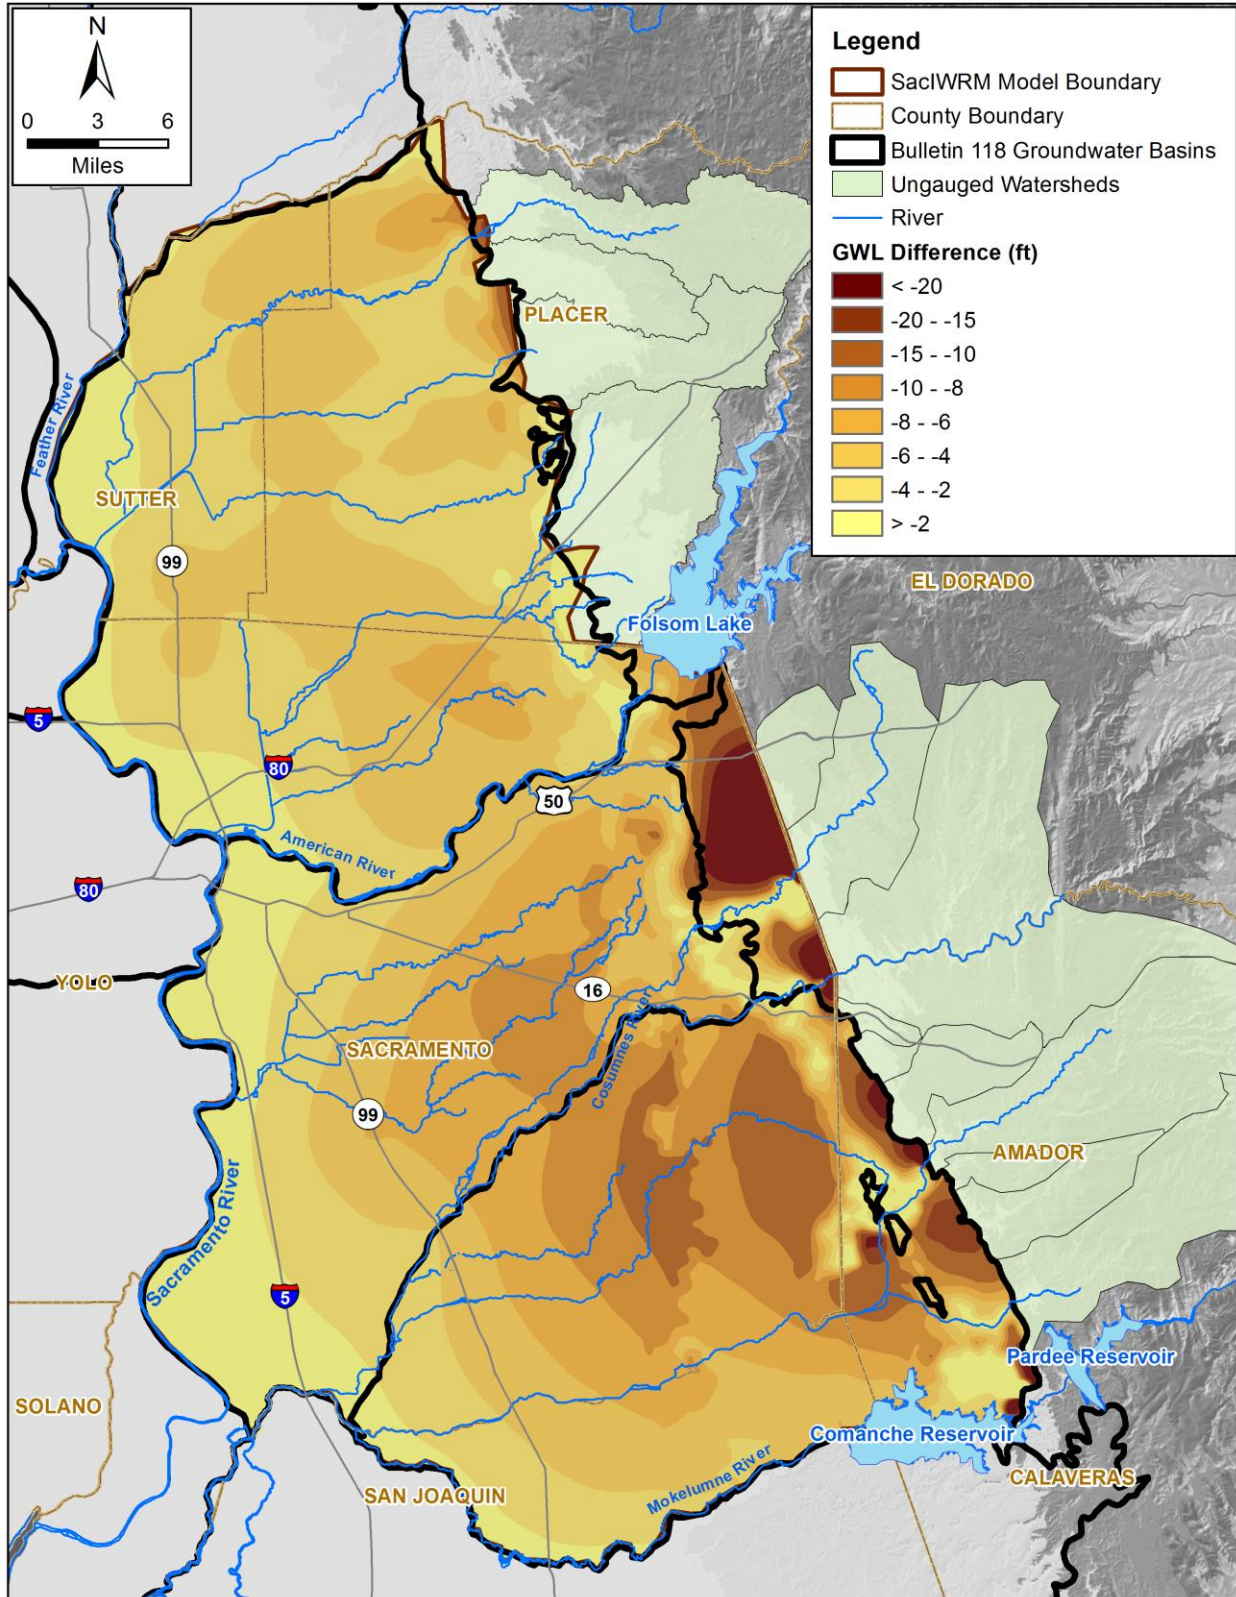 N
0 3 6
Miles
Legend
SacIWRM Model Boundary
County Boundary
Bulletin 118 Groundwater Basins
Ungauged Watersheds
River
GWL Difference (ft)
< -20
-20 - -15
-15 - -10
-10 - -8
-8 - -6
-6 - -4
-4 - -2
> -2
PLACER
Feather River
SUTTER
99
EL DORADO
Folsom Lake
5
80
50
American River
80
YOLO
16
SACRAMENTO
Cosumnes River
99
AMADOR
Sacramento River
5
Pardee Reservoir
SOLANO
Comanche Reservoir
CALAVERAS
SAN JOAQUIN
Mokelumne River